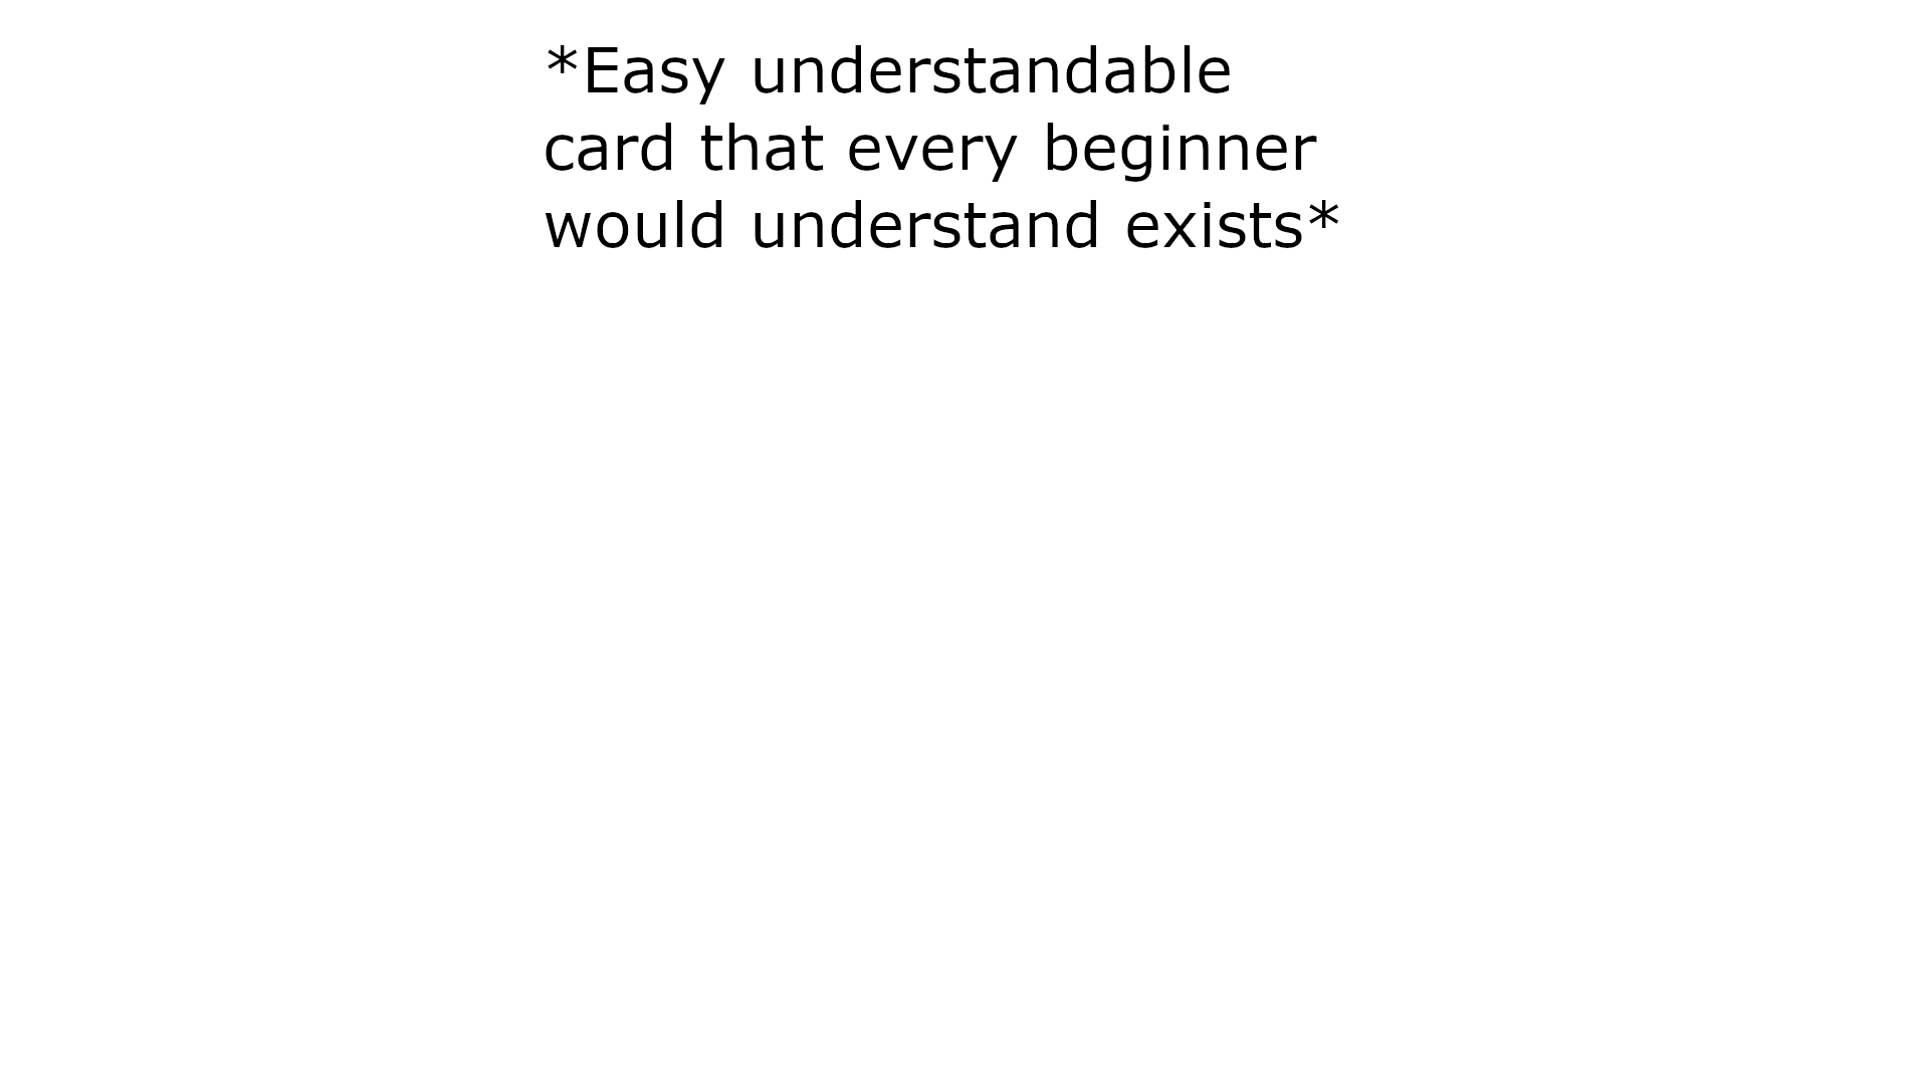 *Easy understandable
card that every beginner
would understand exists*